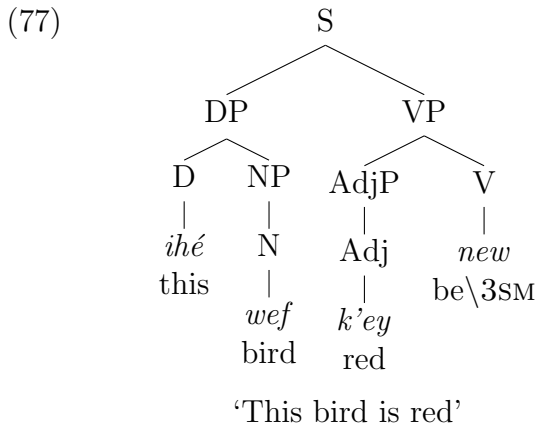 (77)
S
DP VP
D NP AdjP V
ihé N Adj new
this be\3SM
wef k'ey
bird red
‘This bird is red’